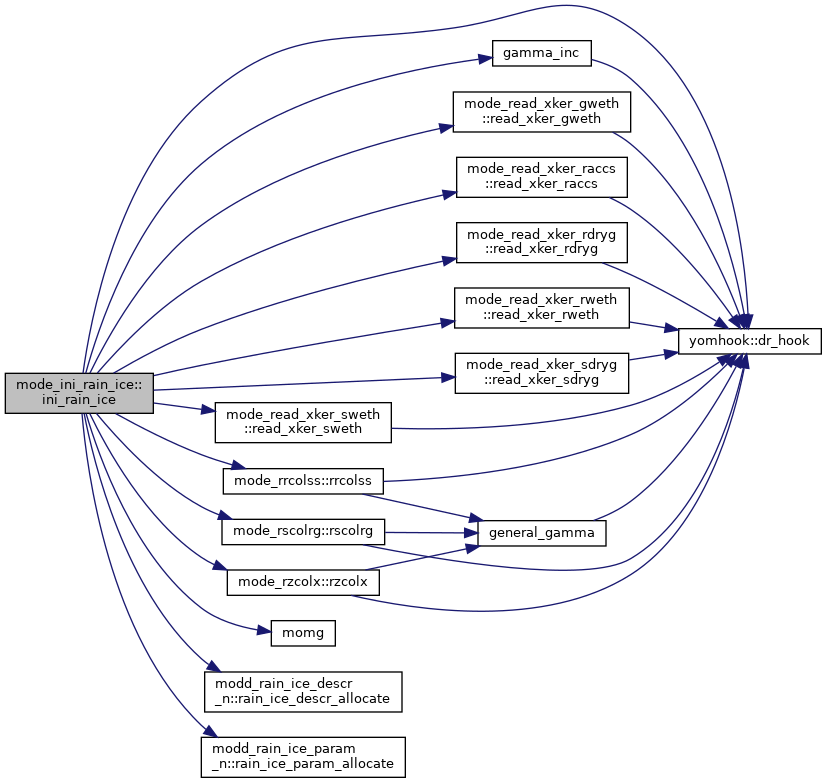 gamma_inc
mode_read_xker_gweth
::read_xker_gweth
mode_read_xker_raccs
::read_xker_raccs
mode_read_xker_rdryg
::read_xker_rdryg
mode_read_xker_rweth
::read_xker_rweth
yomhook::dr_hook
mode_read_xker_sdryg
::read_xker_sdryg
mode_ini_rain_ice::
ini_rain_ice
mode_read_xker_sweth
::read_xker_sweth
mode_rrcolss::rrcolss
mode_rscolrg::rscolrg
general_gamma
mode_rzcolx::rzcolx
momg
modd_rain_ice_descr
_n::rain_ice_descr_allocate
modd_rain_ice_param
_n::rain_ice_param_allocate